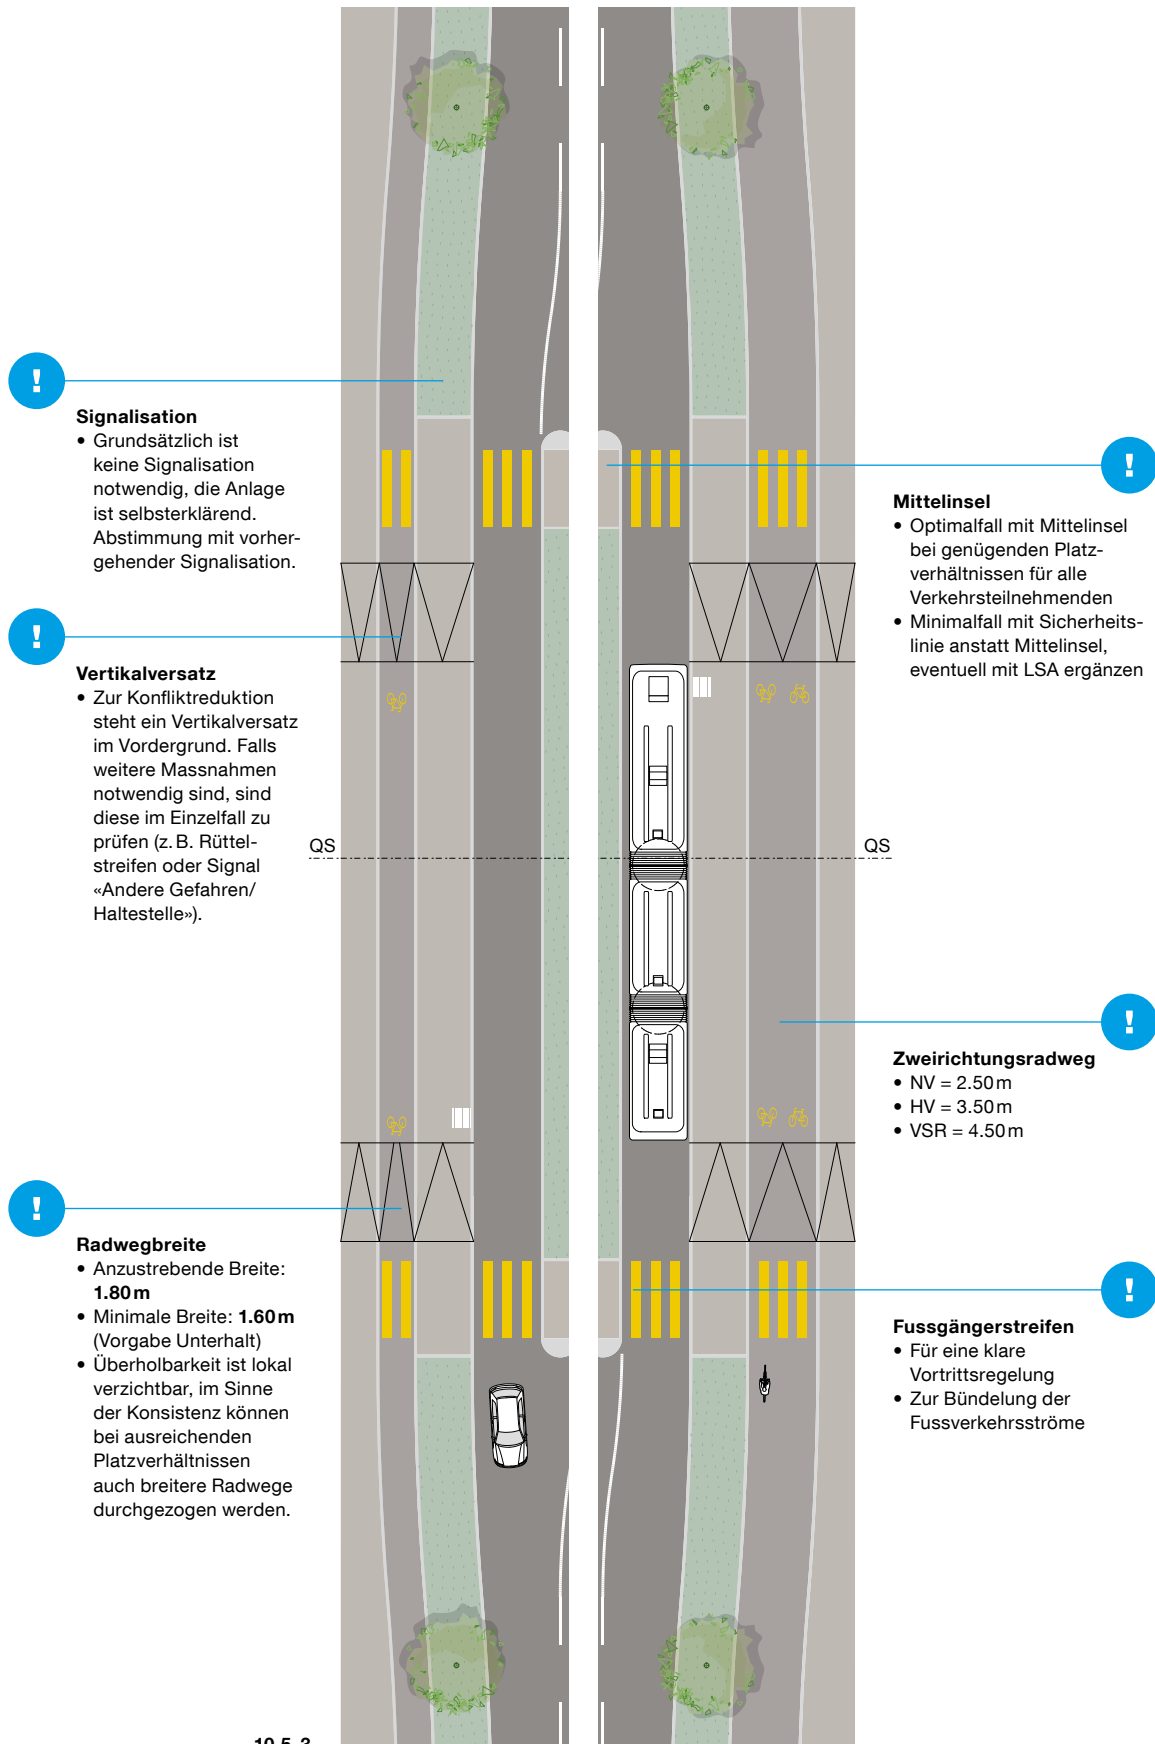 !
Signalisation
• Grundsätzlich ist
keine Signalisation
notwendig, die Anlage
ist selbsterklärend.
Abstimmung mit vorher-
gehender Signalisation.
!
Vertikalversatz
• Zur Konfliktreduktion
steht ein Vertikalversatz
im Vordergrund. Falls
weitere Massnahmen
notwendig sind, sind
diese im Einzelfall zu
prüfen (z. B. Rüttel-
streifen oder Signal
«Andere Gefahren/
Haltestelle»).
QS
!
Radwegbreite
• Anzustrebende Breite:
1.80 m
• Minimale Breite: 1.60 m
(Vorgabe Unterhalt)
• Überholbarkeit ist lokal
verzichtbar, im Sinne
der Konsistenz können
bei ausreichenden
Platzverhältnissen
auch breitere Radwege
durchgezogen werden.
!
Mittelinsel
• Optimalfall mit Mittelinsel
bei genügenden Platz-
verhältnissen für alle
Verkehrsteilnehmenden
• Minimalfall mit Sicherheits-
linie anstatt Mittelinsel,
eventuell mit LSA ergänzen
QS
!
Zweirichtungsradweg
• NV = 2.50 m
• HV = 3.50 m
• VSR = 4.50 m
!
Fussgängerstreifen
• Für eine klare
Vortrittsregelung
• Zur Bündelung der
Fussverkehrsströme